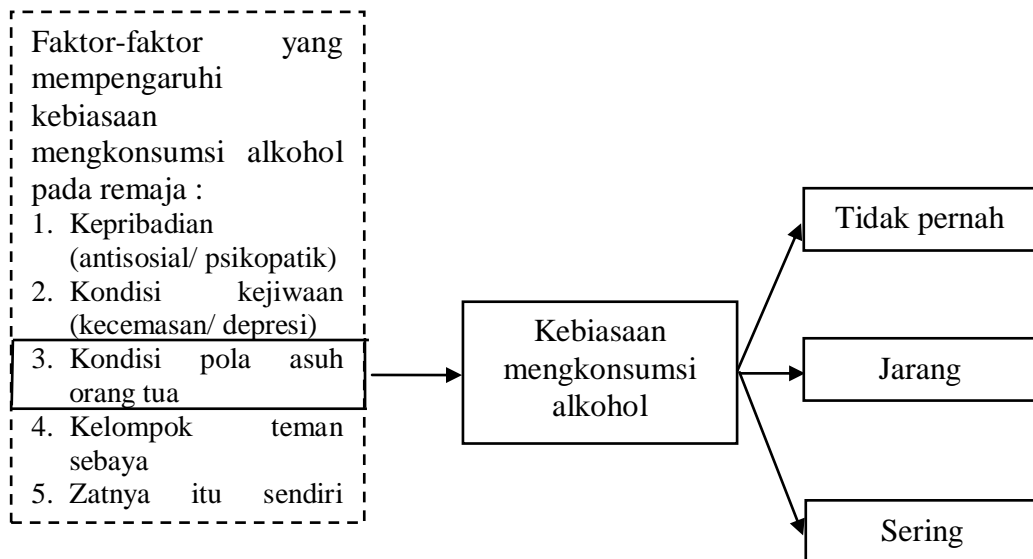 Faktor-faktor yang
mempengaruhi
kebiasaan
mengkonsumsi alkohol
pada remaja :
1. Kepribadian
(antisosial/ psikopatik)
2. Kondisi kejiwaan
(kecemasan/ depresi)
3. Kondisi pola asuh
orang tua
4. Kelompok teman
sebaya
5. Zatnya itu sendiri
Kebiasaan
mengkonsumsi
alkohol
Tidak pernah
Jarang
Sering